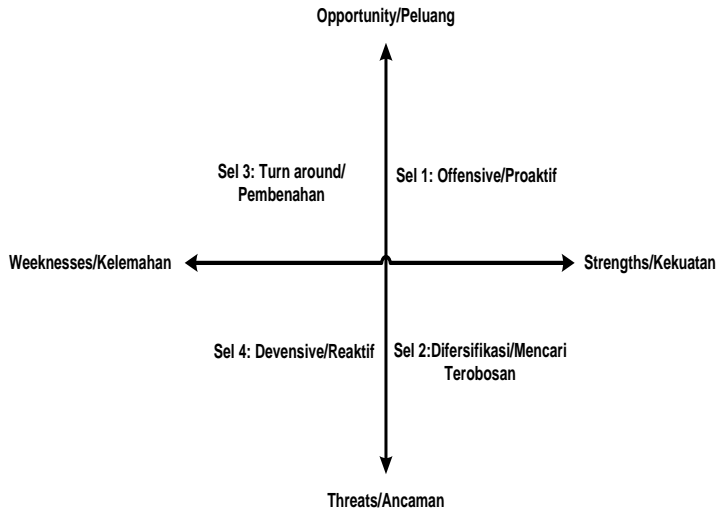 Opportunity/Peluang
Sel 3: Turn around/
Pembenahan
Sel 1: Offensive/Proaktif
Weeknesses/Kelemahan
Strengths/Kekuatan
Sel 4: Devensive/Reaktif
Sel 2:Difersifikasi/Mencari
Terobosan
Threats/Ancaman